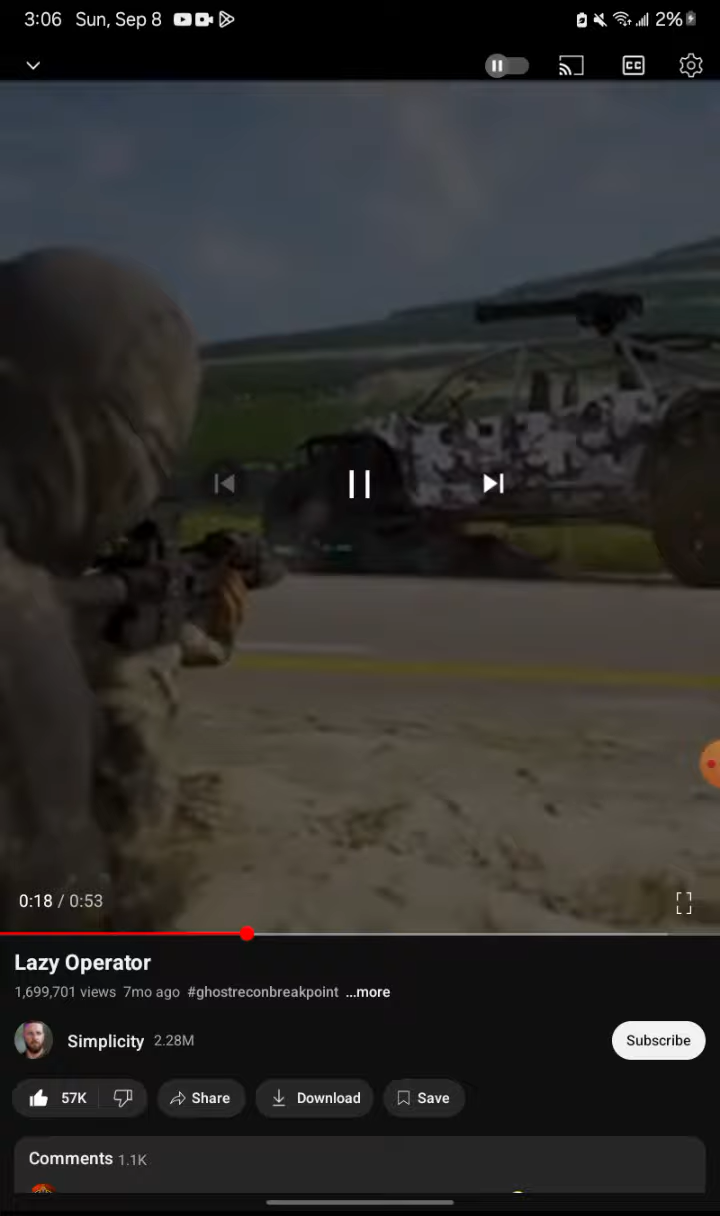 3:06 Sun, Sep 8 2%
CC
0:18 / 0:53
Lazy Operator
1,699,701 views 7mo ago #ghostreconbreakpoint ...more
Simplicity 2.28M Subscribe
57K Share Download Save
Comments 1.1K